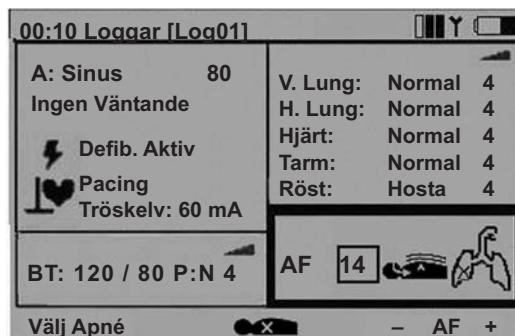 00:10 Loggar [Log01]
A: Sinus 80
Ingen Väntande
Defib. Aktiv
Pacing
Tröskelv: 60 mA
BT: 120 / 80 P:N 4
V. Lung: Normal 4
H. Lung: Normal 4
Hjärt: Normal 4
Tarm: Normal 4
Röst: Hosta 4
AF 14
Välj Apné – AF +